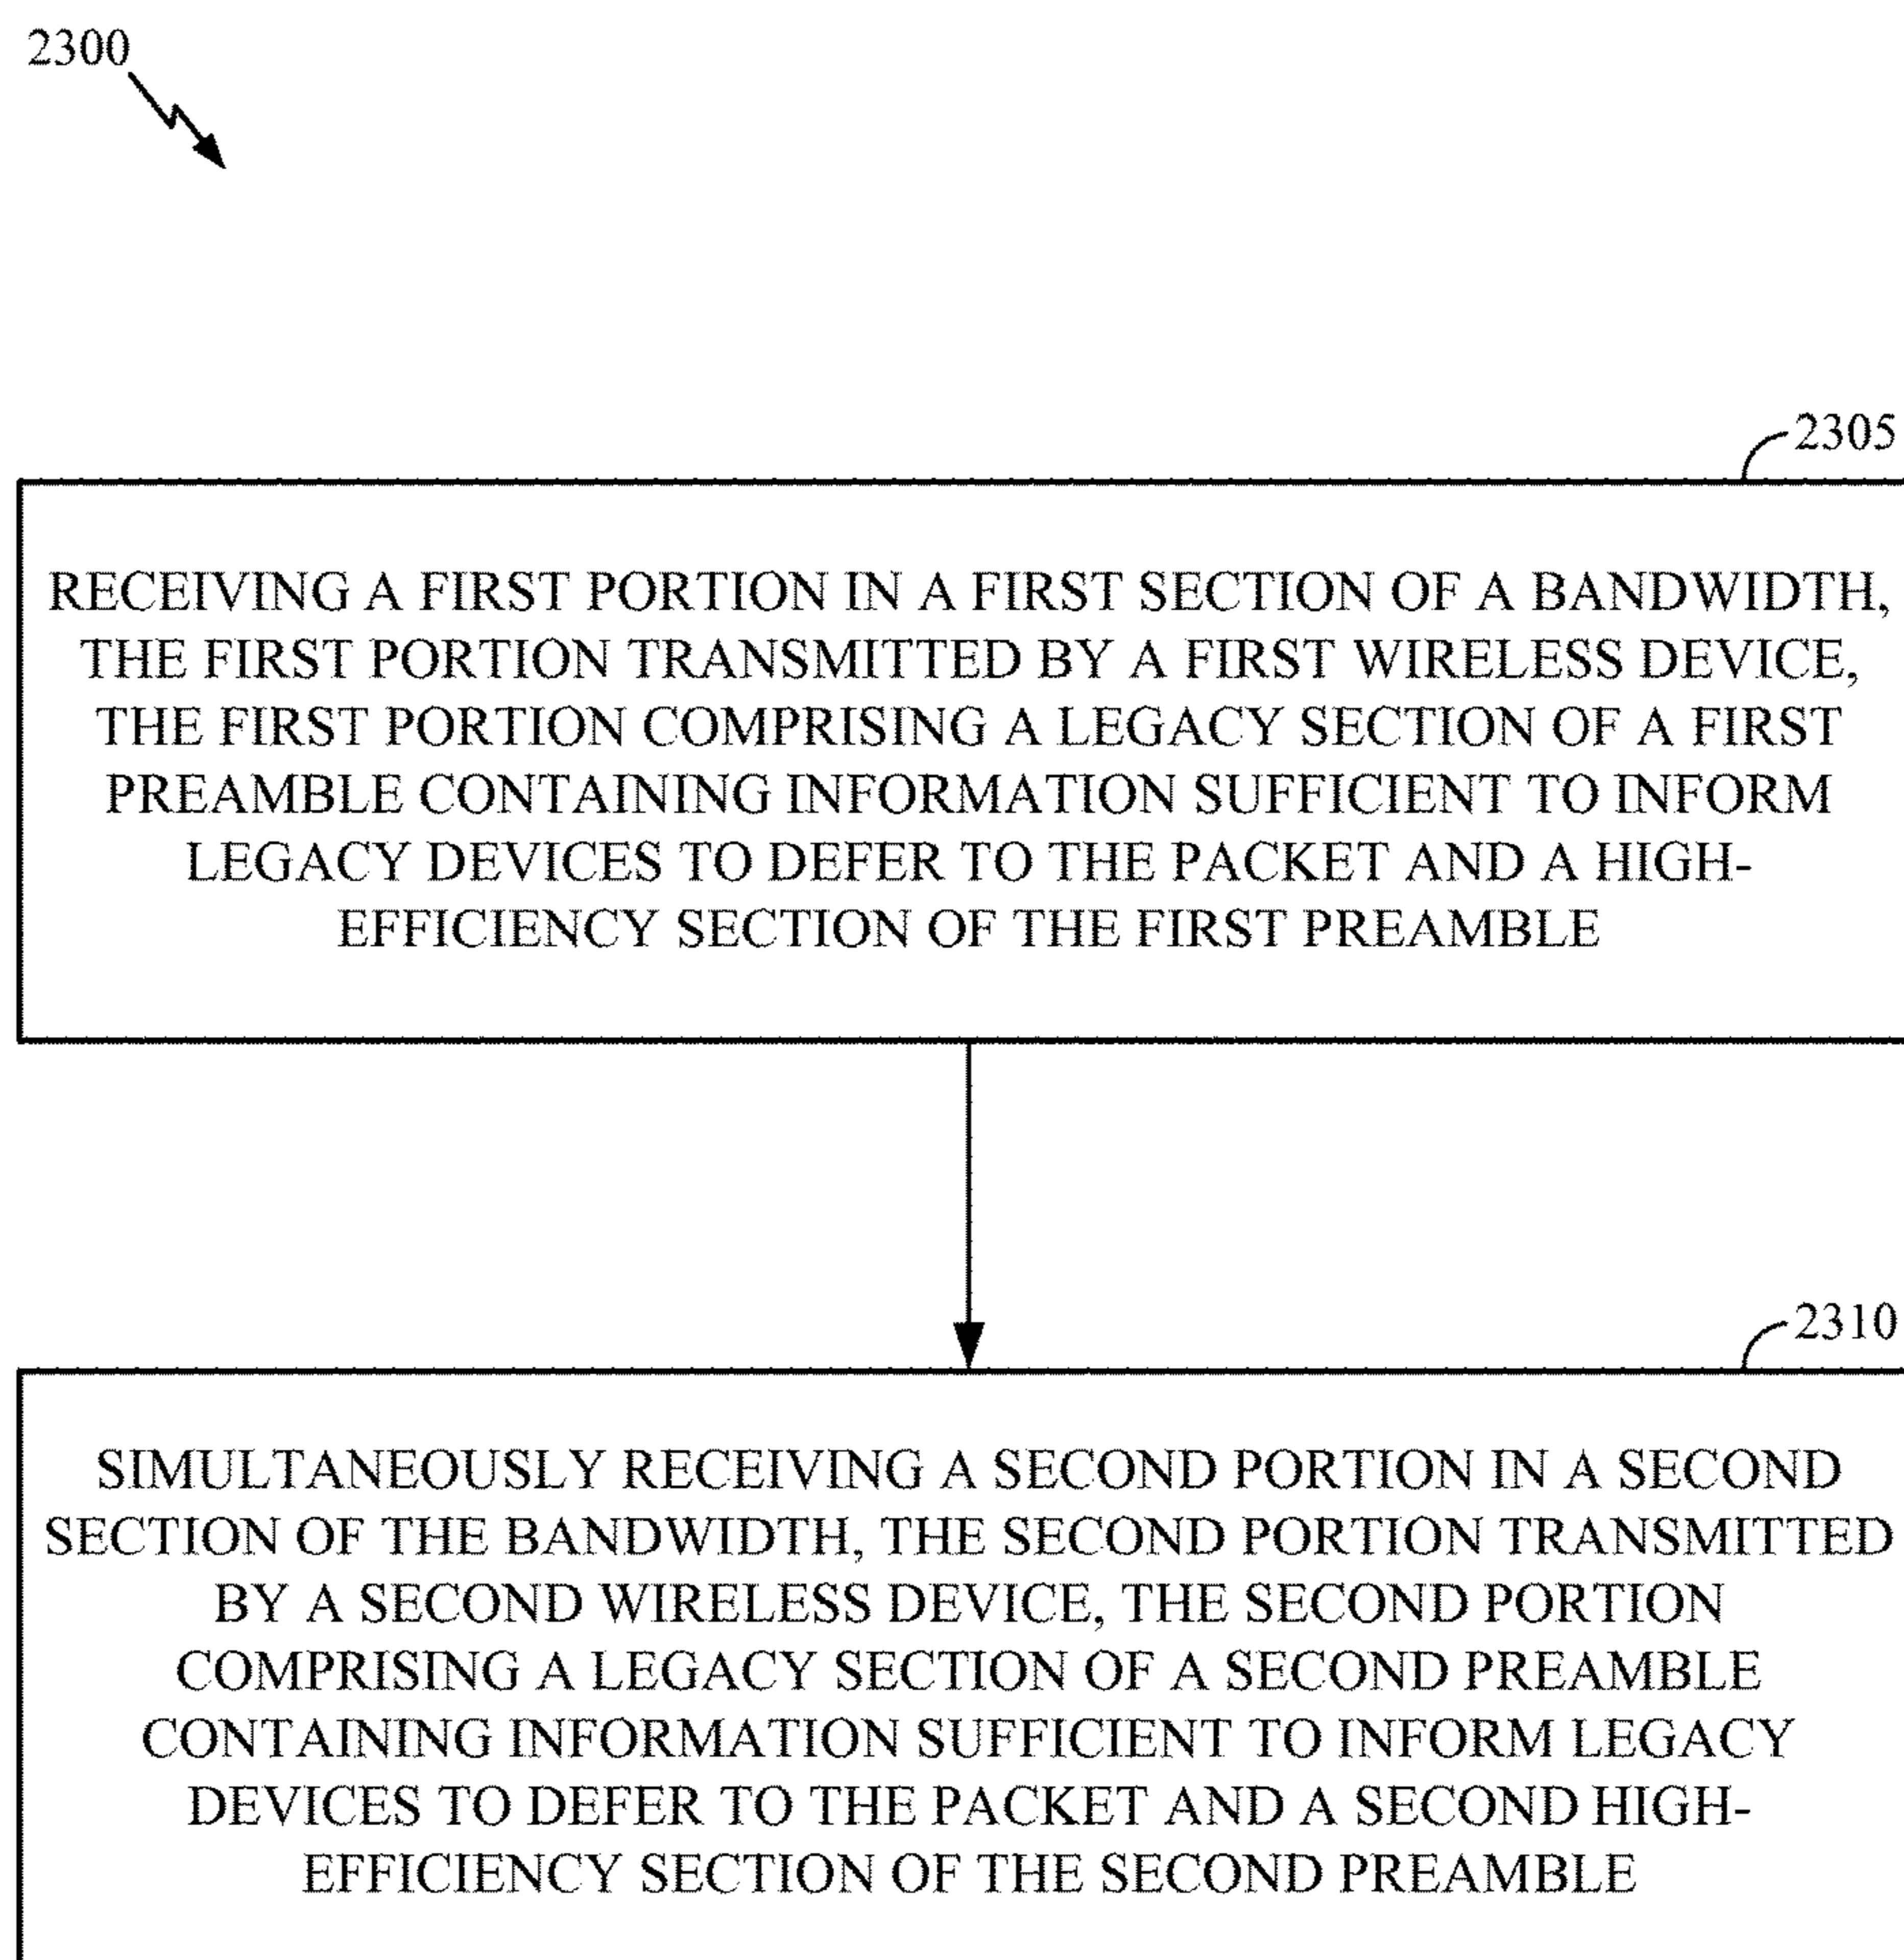 2300
2305
RECEIVING A FIRST PORTION IN A FIRST SECTION OF A BANDWIDTH,
THE FIRST PORTION TRANSMITTED BY A FIRST WIRELESS DEVICE,
THE FIRST PORTION COMPRISING A LEGACY SECTION OF A FIRST
PREAMBLE CONTAINING INFORMATION SUFFICIENT TO INFORM
LEGACY DEVICES TO DEFER TO THE PACKET AND A HIGH-
EFFICIENCY SECTION OF THE FIRST PREAMBLE
2310
SIMULTANEOUSLY RECEIVING A SECOND PORTION IN A SECOND
SECTION OF THE BANDWIDTH, THE SECOND PORTION TRANSMITTED
BY A SECOND WIRELESS DEVICE, THE SECOND PORTION
COMPRISING A LEGACY SECTION OF A SECOND PREAMBLE
CONTAINING INFORMATION SUFFICIENT TO INFORM LEGACY
DEVICES TO DEFER TO THE PACKET AND A SECOND HIGH-
EFFICIENCY SECTION OF THE SECOND PREAMBLE